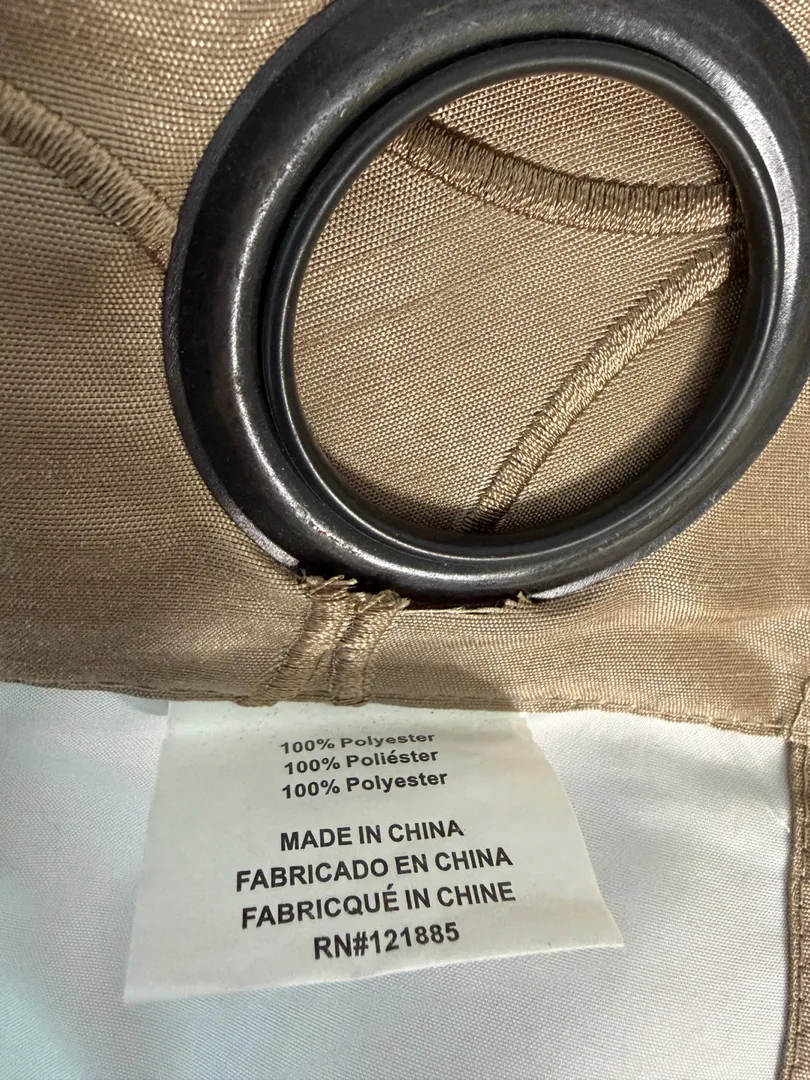 100% Polyester
100% Poliéster
100% Polyester
MADE IN CHINA
FABRICADO EN CHINA
FABRICQUÉ IN CHINE
RN#121885